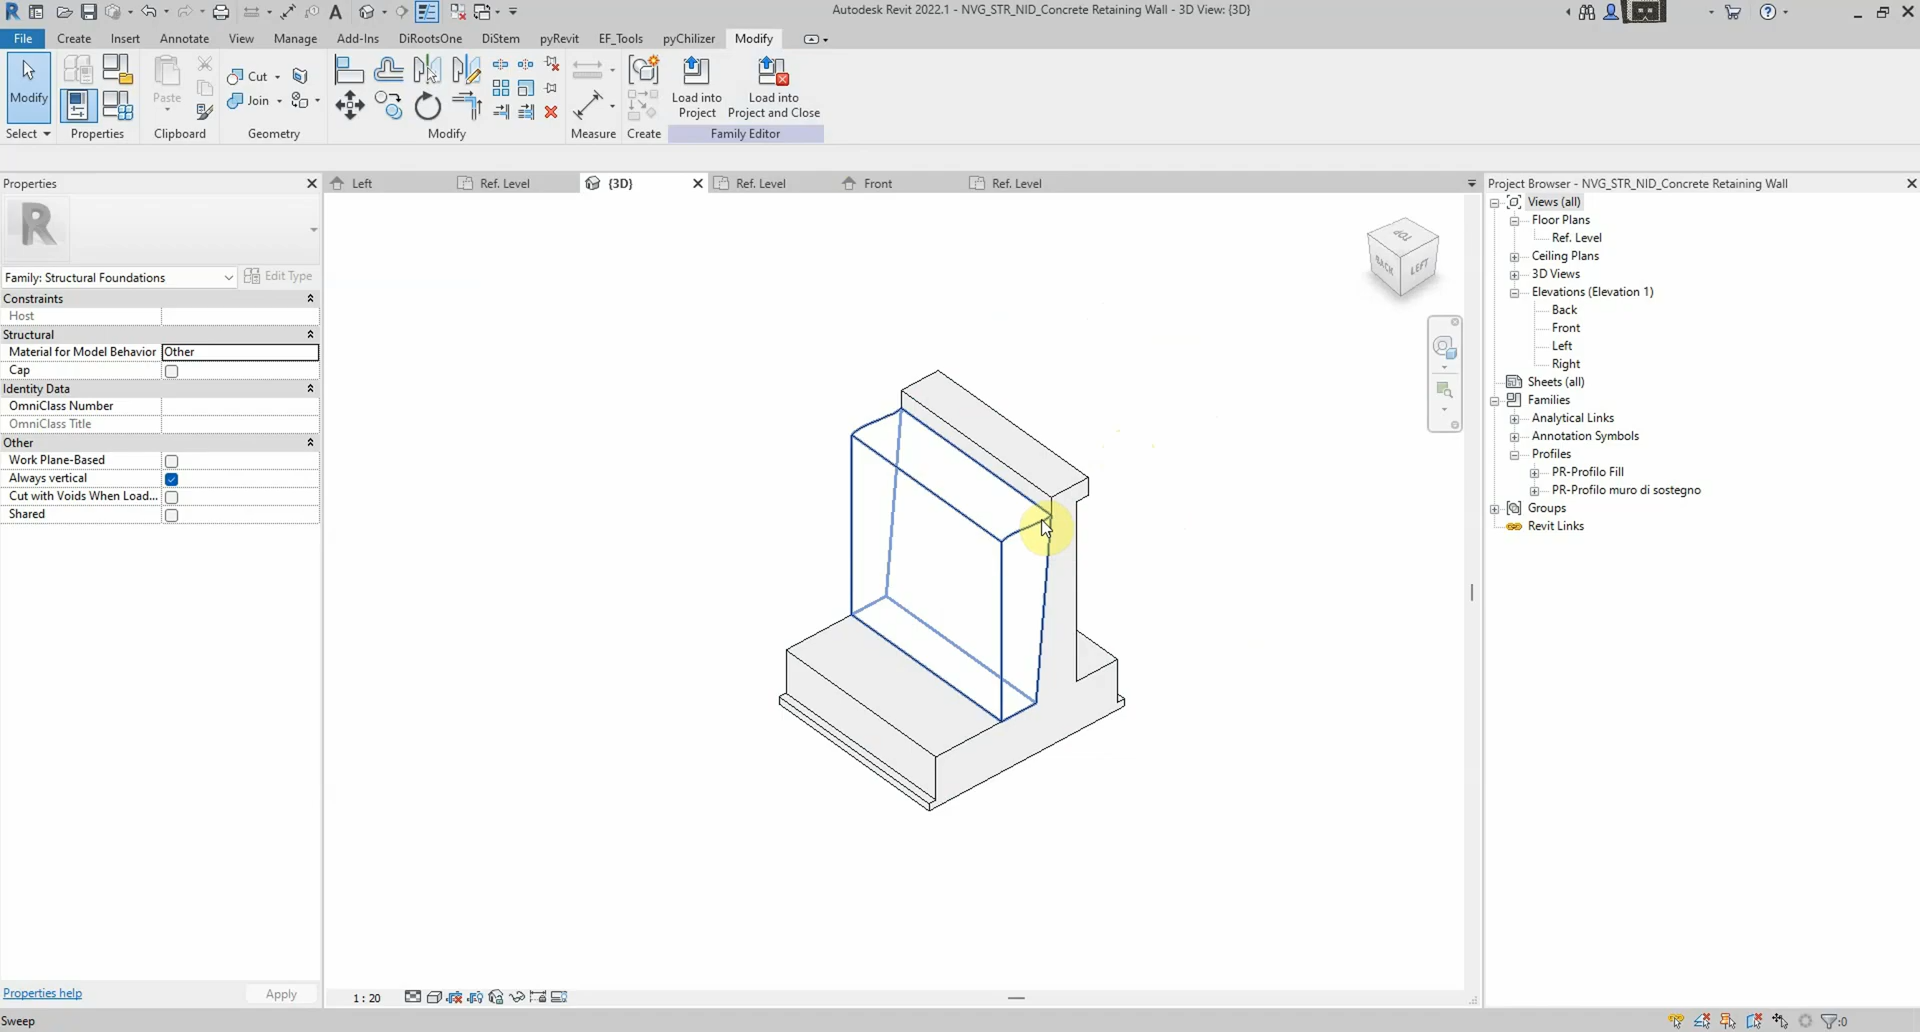 Autodesk Revit 2022.1 - NVG_STR_NID_Concrete Retaining Wall - 3D View: {3D}
File Create Insert Annotate View Manage Add-Ins DiRootsOne DiStem pyRevit EF_Tools pyChilizer Modify
Modify
Paste
Cut
Join
Load into Project
Load into Project and Close
Select Properties Clipboard Geometry Modify Measure Create Family Editor
Properties
Left
Ref. Level
{3D}
Ref. Level
Front
Ref. Level
Project Browser - NVG_STR_NID_Concrete Retaining Wall
R
Family: Structural Foundations
Edit Type
Constraints
Host
Structural
Material for Model Behavior Other
Cap
Identity Data
OmniClass Number
OmniClass Title
Other
Work Plane-Based
Always vertical
Cut with Voids When Load...
Shared
TOP
BACK
LEFT
Views (all)
Floor Plans
Ref. Level
Ceiling Plans
3D Views
Elevations (Elevation 1)
Back
Front
Left
Right
Sheets (all)
Families
Analytical Links
Annotation Symbols
Profiles
PR-Profilo Fill
PR-Profilo muro di sostegno
Groups
Revit Links
Properties help
Apply
1 : 20
Sweep
:0